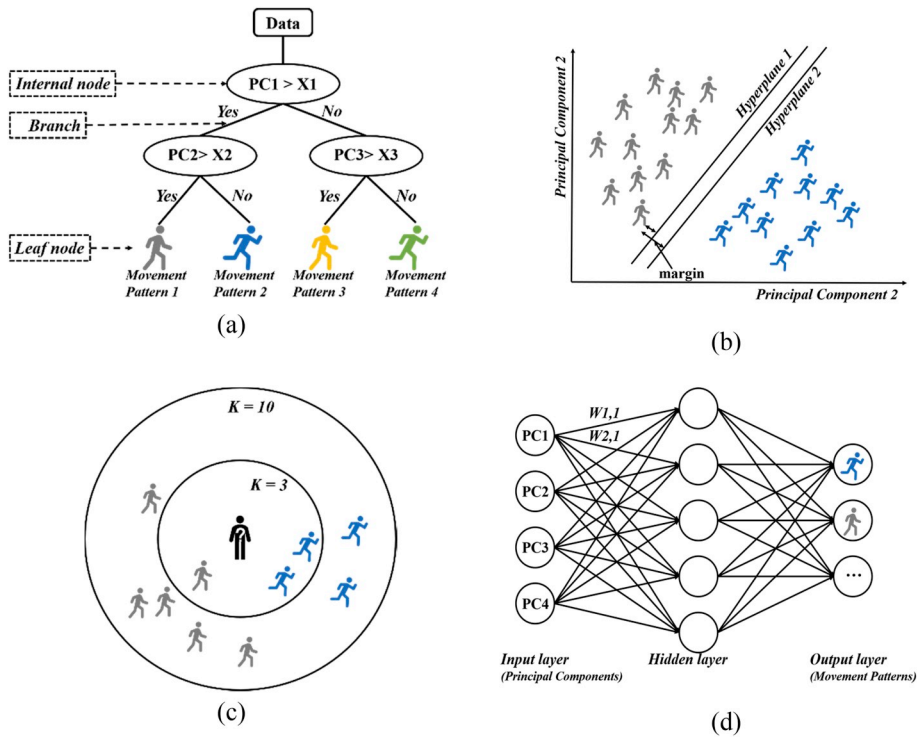 Data
Internal node
PC1 > X1
Branch
Yes
No
PC2> X2
PC3> X3
Yes
No
Yes
No
Leaf node
Movement
Pattern 1
Movement
Pattern 2
Movement
Pattern 3
Movement
Pattern 4
(a)
Principal Component 2
Hyperplane 1
Hyperplane 2
margin
Principal Component 2
(b)
K = 10
K = 3
(c)
W1,1
W2,1
PC1
PC2
PC3
PC4
...
Input layer
(Principal Components)
Hidden layer
Output layer
(Movement Patterns)
(d)